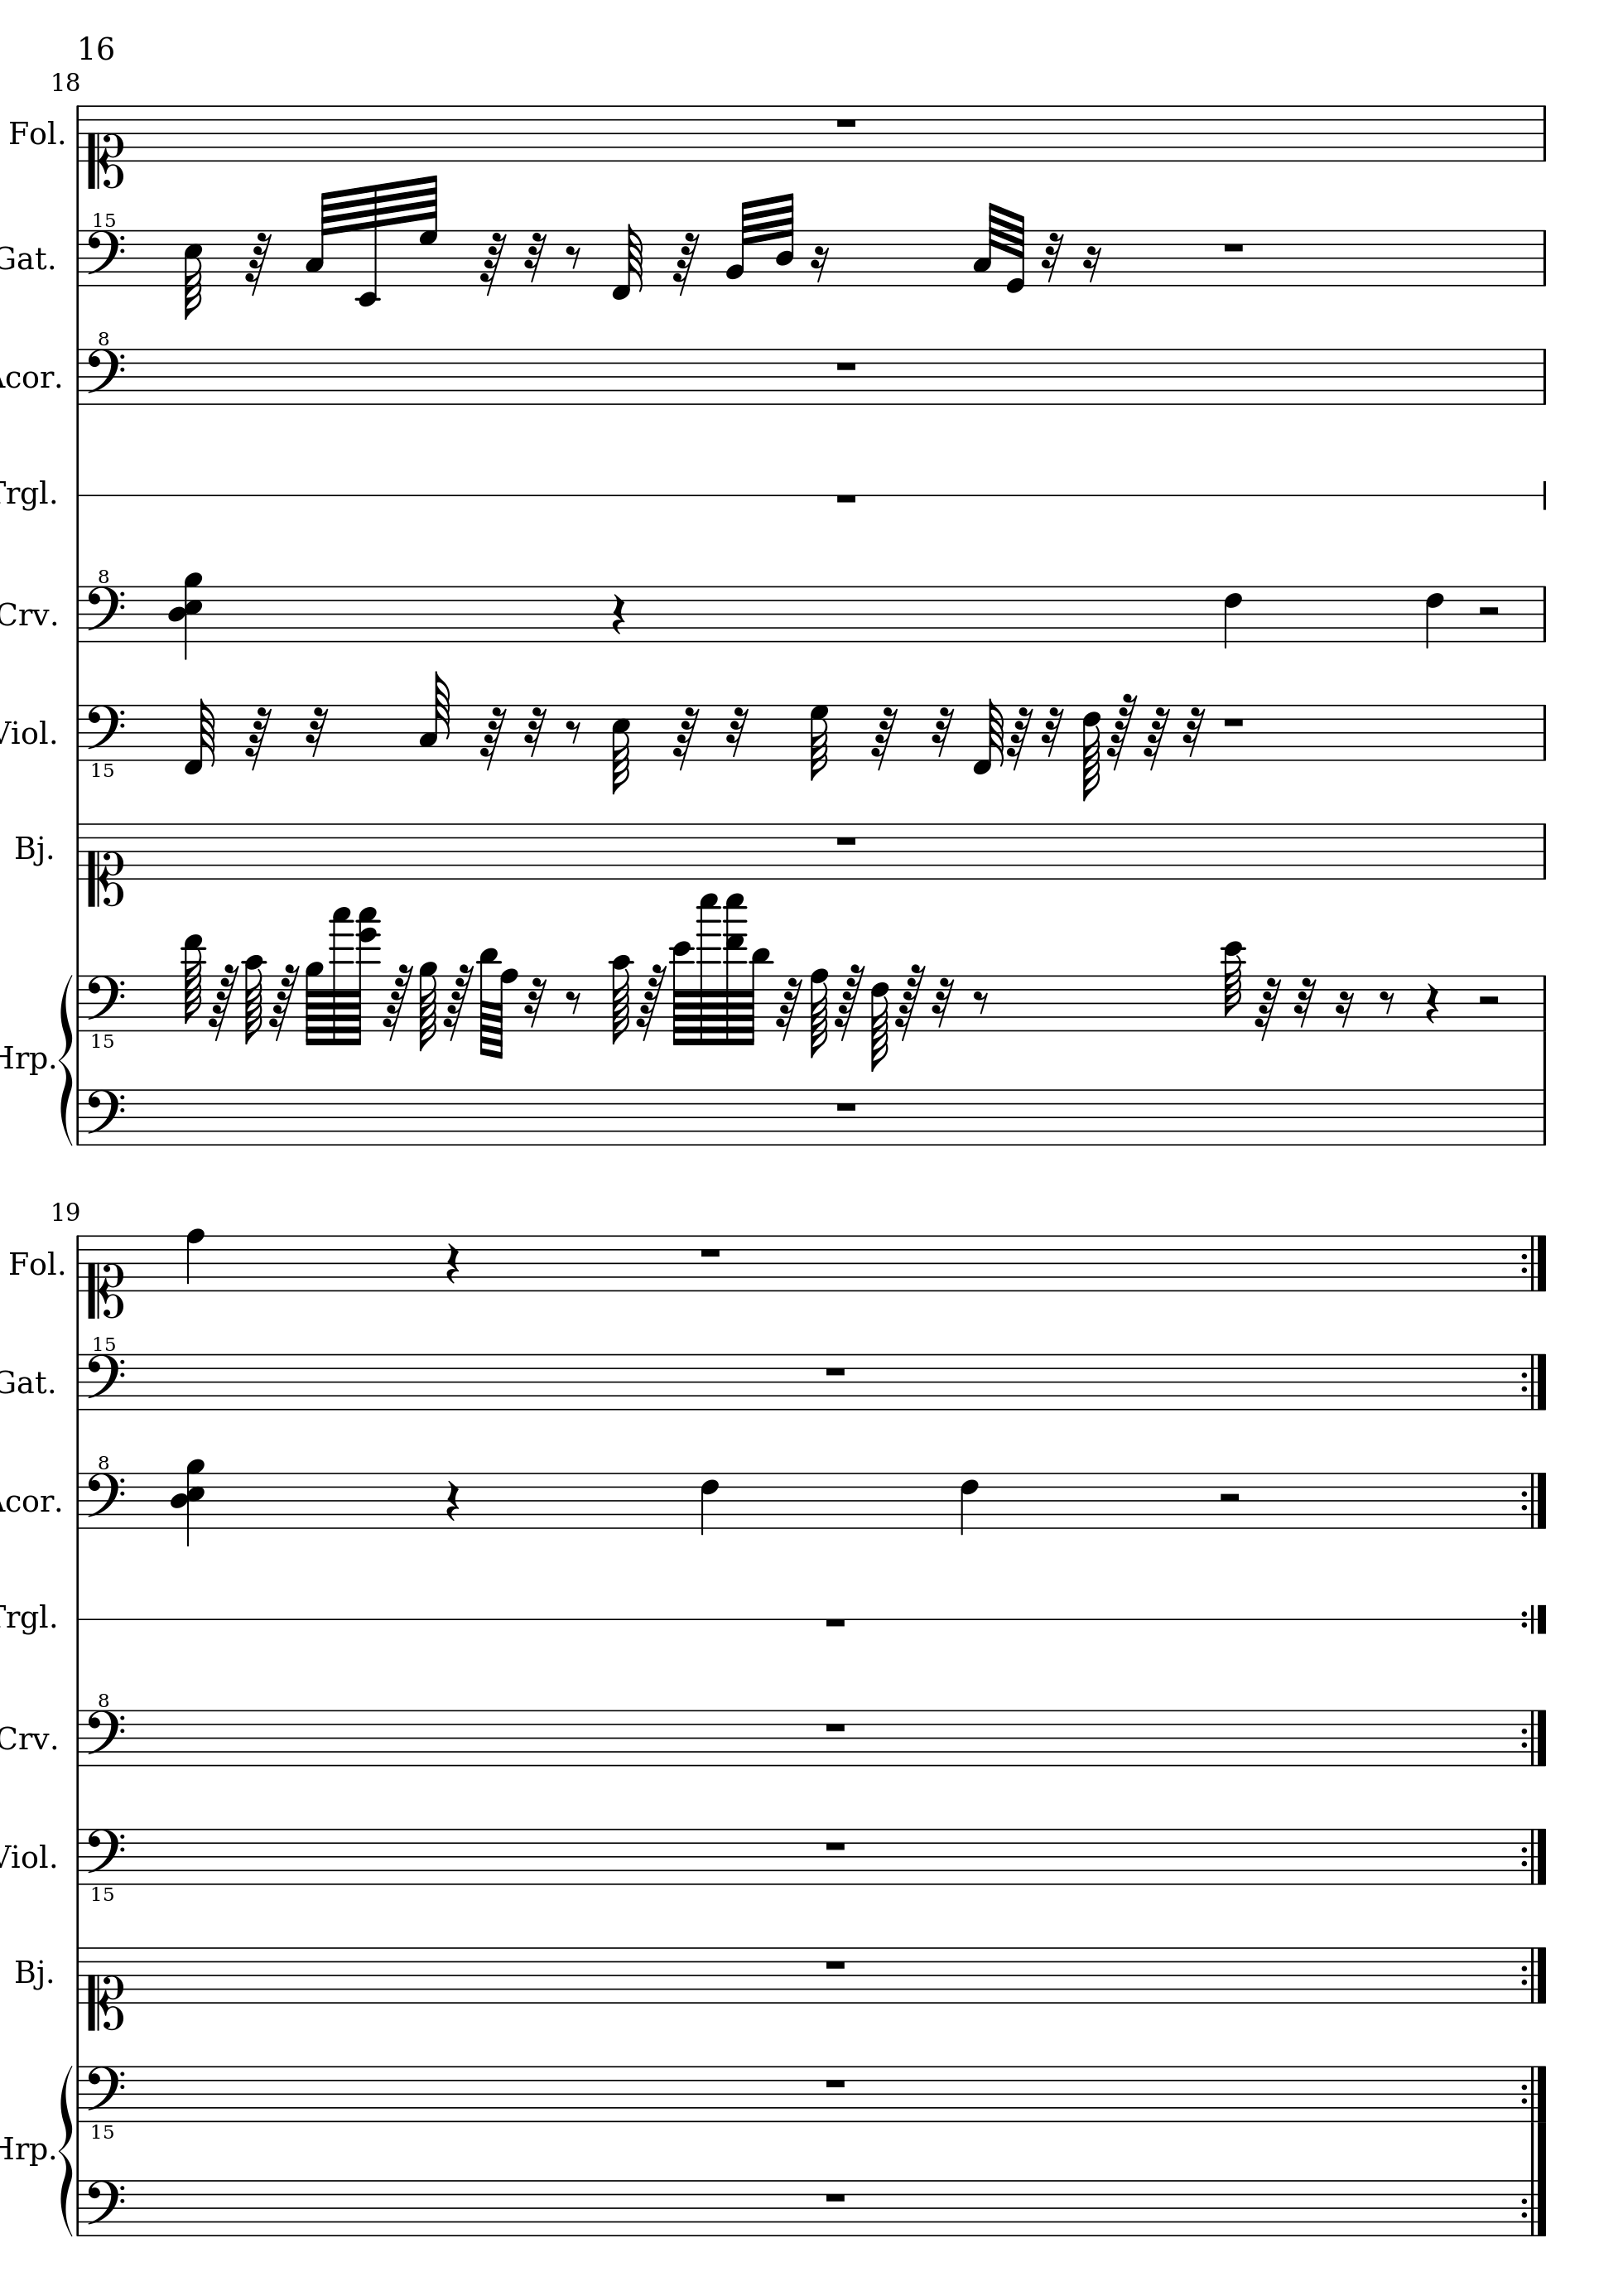 16
18
Fol.
15
Gat.
8
Acor.
Trgl.
8
Crv.
Viol.
15
Bj.
15
Hrp.
19
Fol.
15
Gat.
8
Acor.
Trgl.
8
Crv.
Viol.
15
Bj.
15
Hrp.